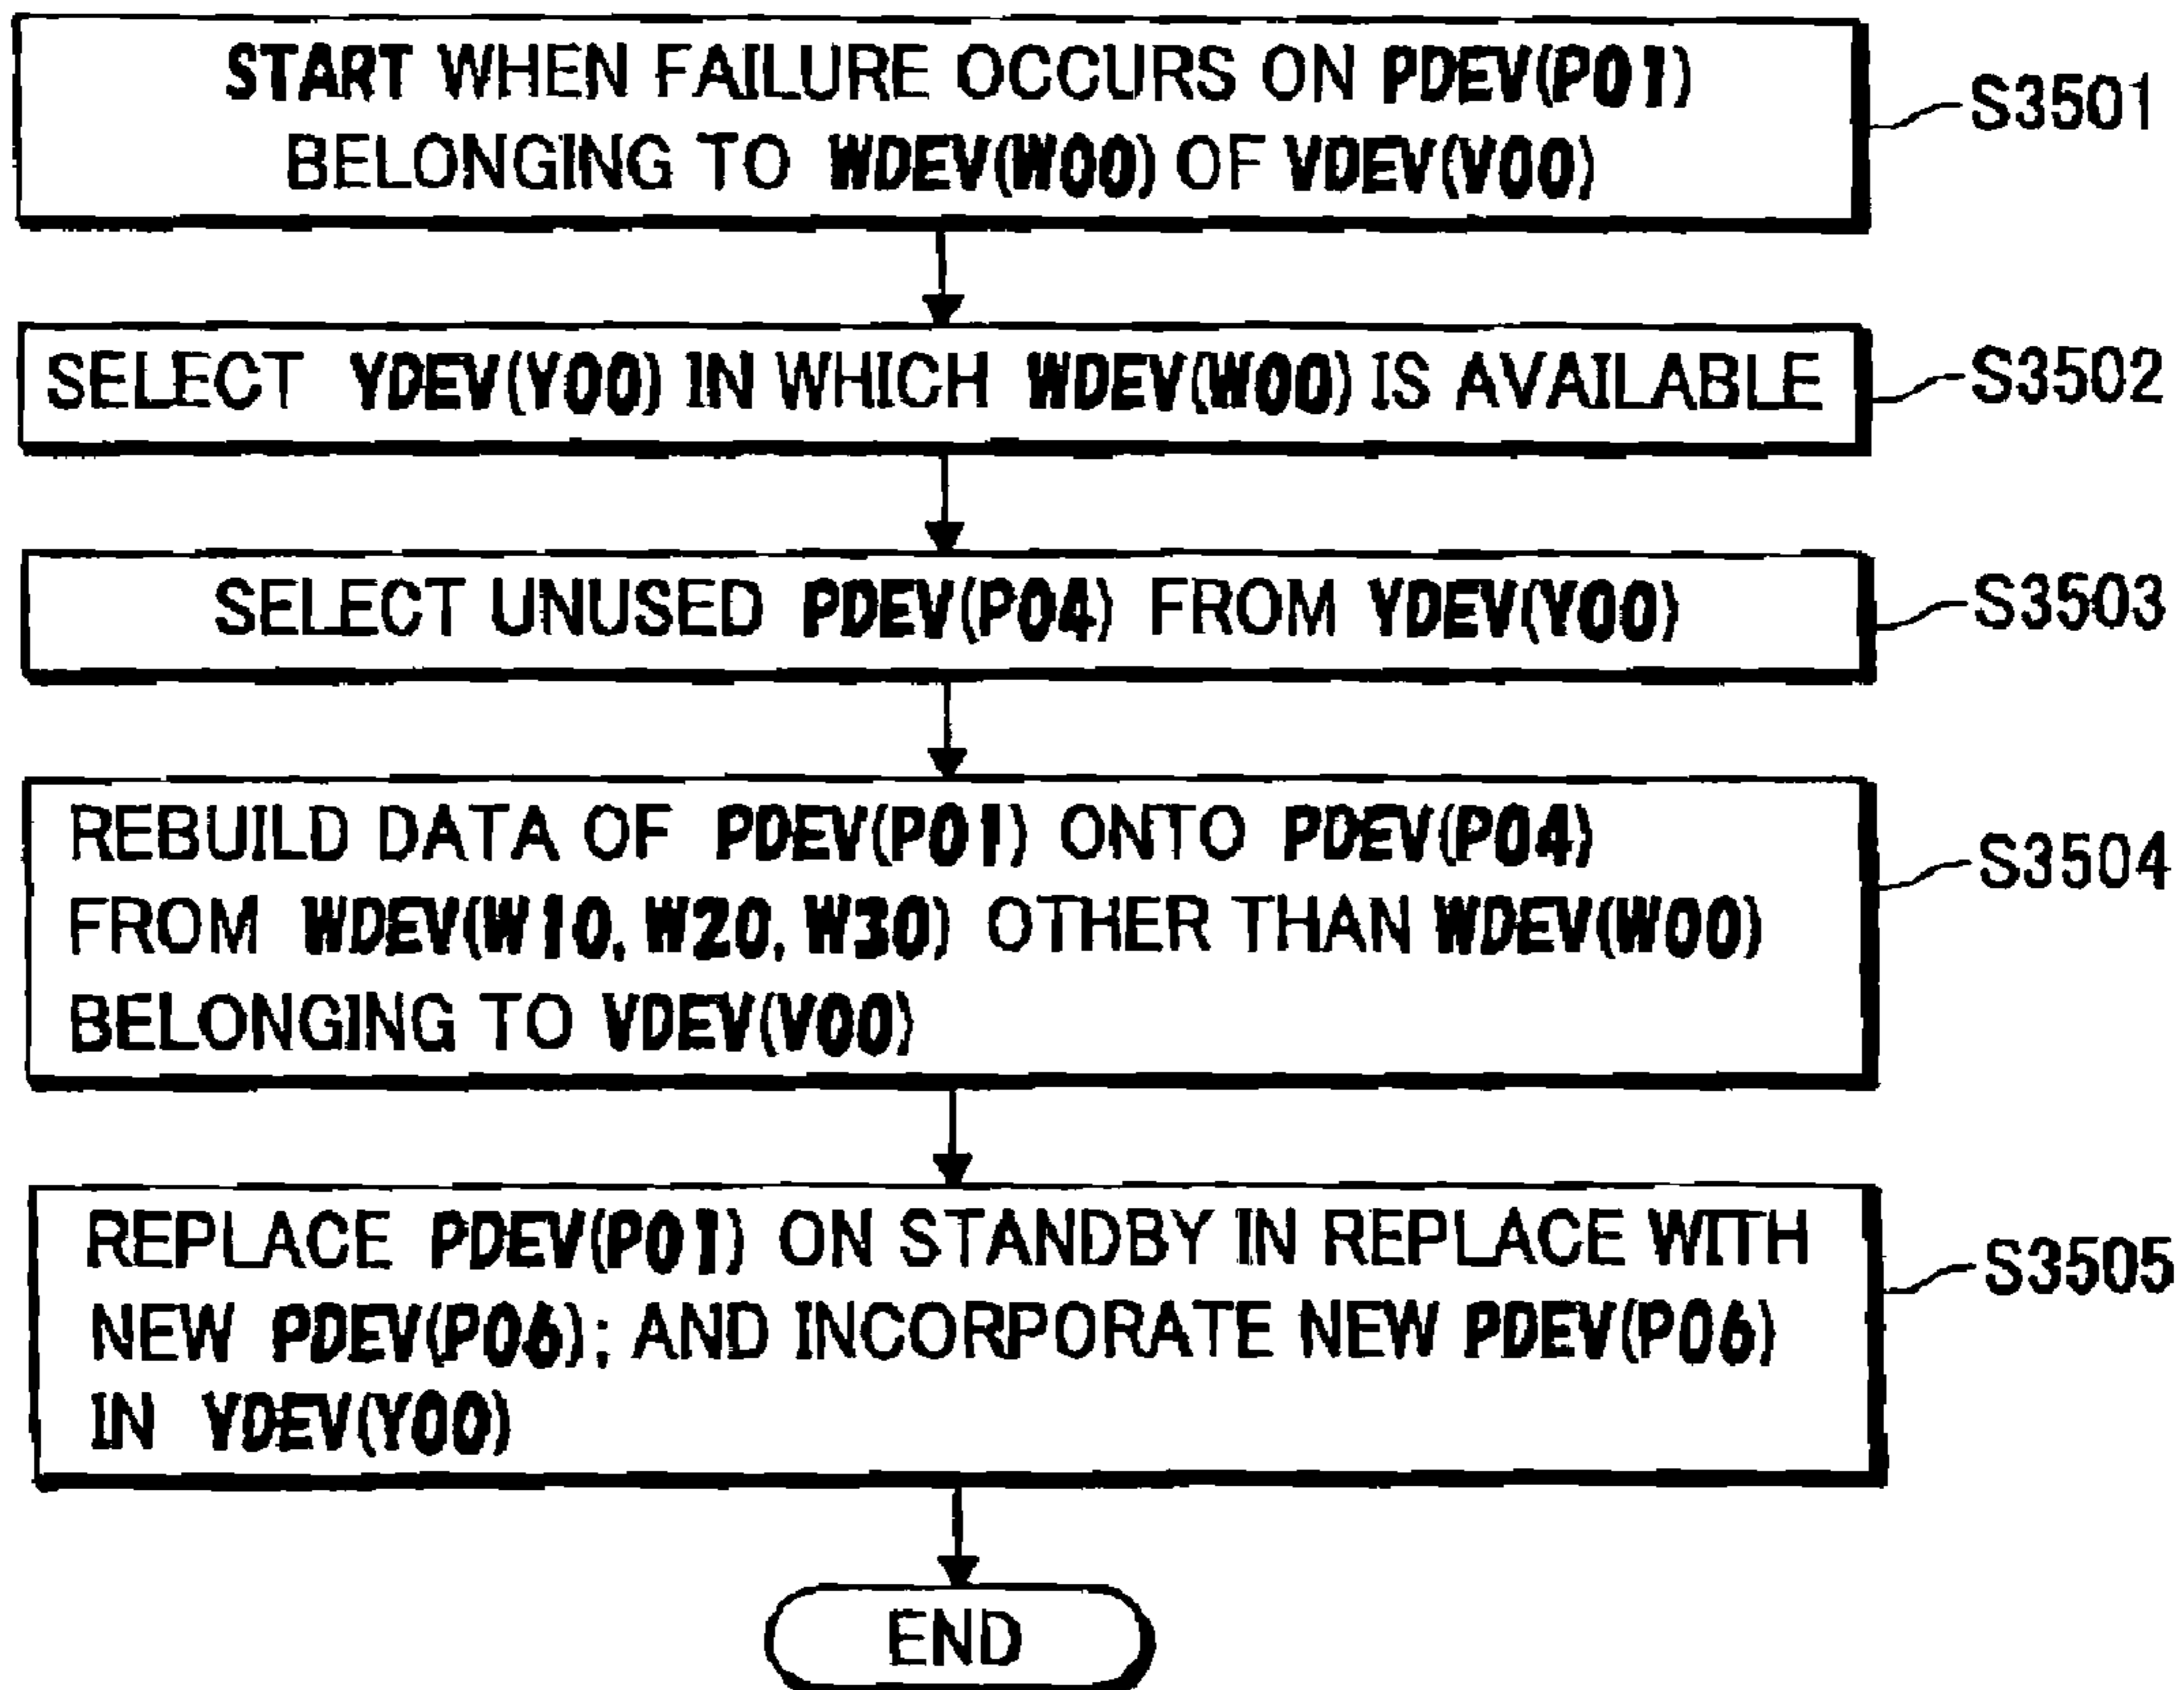 START WHEN FAILURE OCCURS ON PDEV(P01)
BELONGING TO WDEV(W00) OF VDEV(V00)
S3501
SELECT YDEV(Y00) IN WHICH WDEV(W00) IS AVAILABLE
S3502
SELECT UNUSED PDEV(P04) FROM YDEV(Y00)
S3503
REBUILD DATA OF PDEV(P01) ONTO PDEV(P04)
FROM WDEV(W10, W20, W30) OTHER THAN WDEV(W00)
BELONGING TO VDEV(V00)
S3504
REPLACE PDEV(P01) ON STANDBY IN REPLACE WITH
NEW PDEV(P06); AND INCORPORATE NEW PDEV(P06)
IN YDEV(Y00)
S3505
END